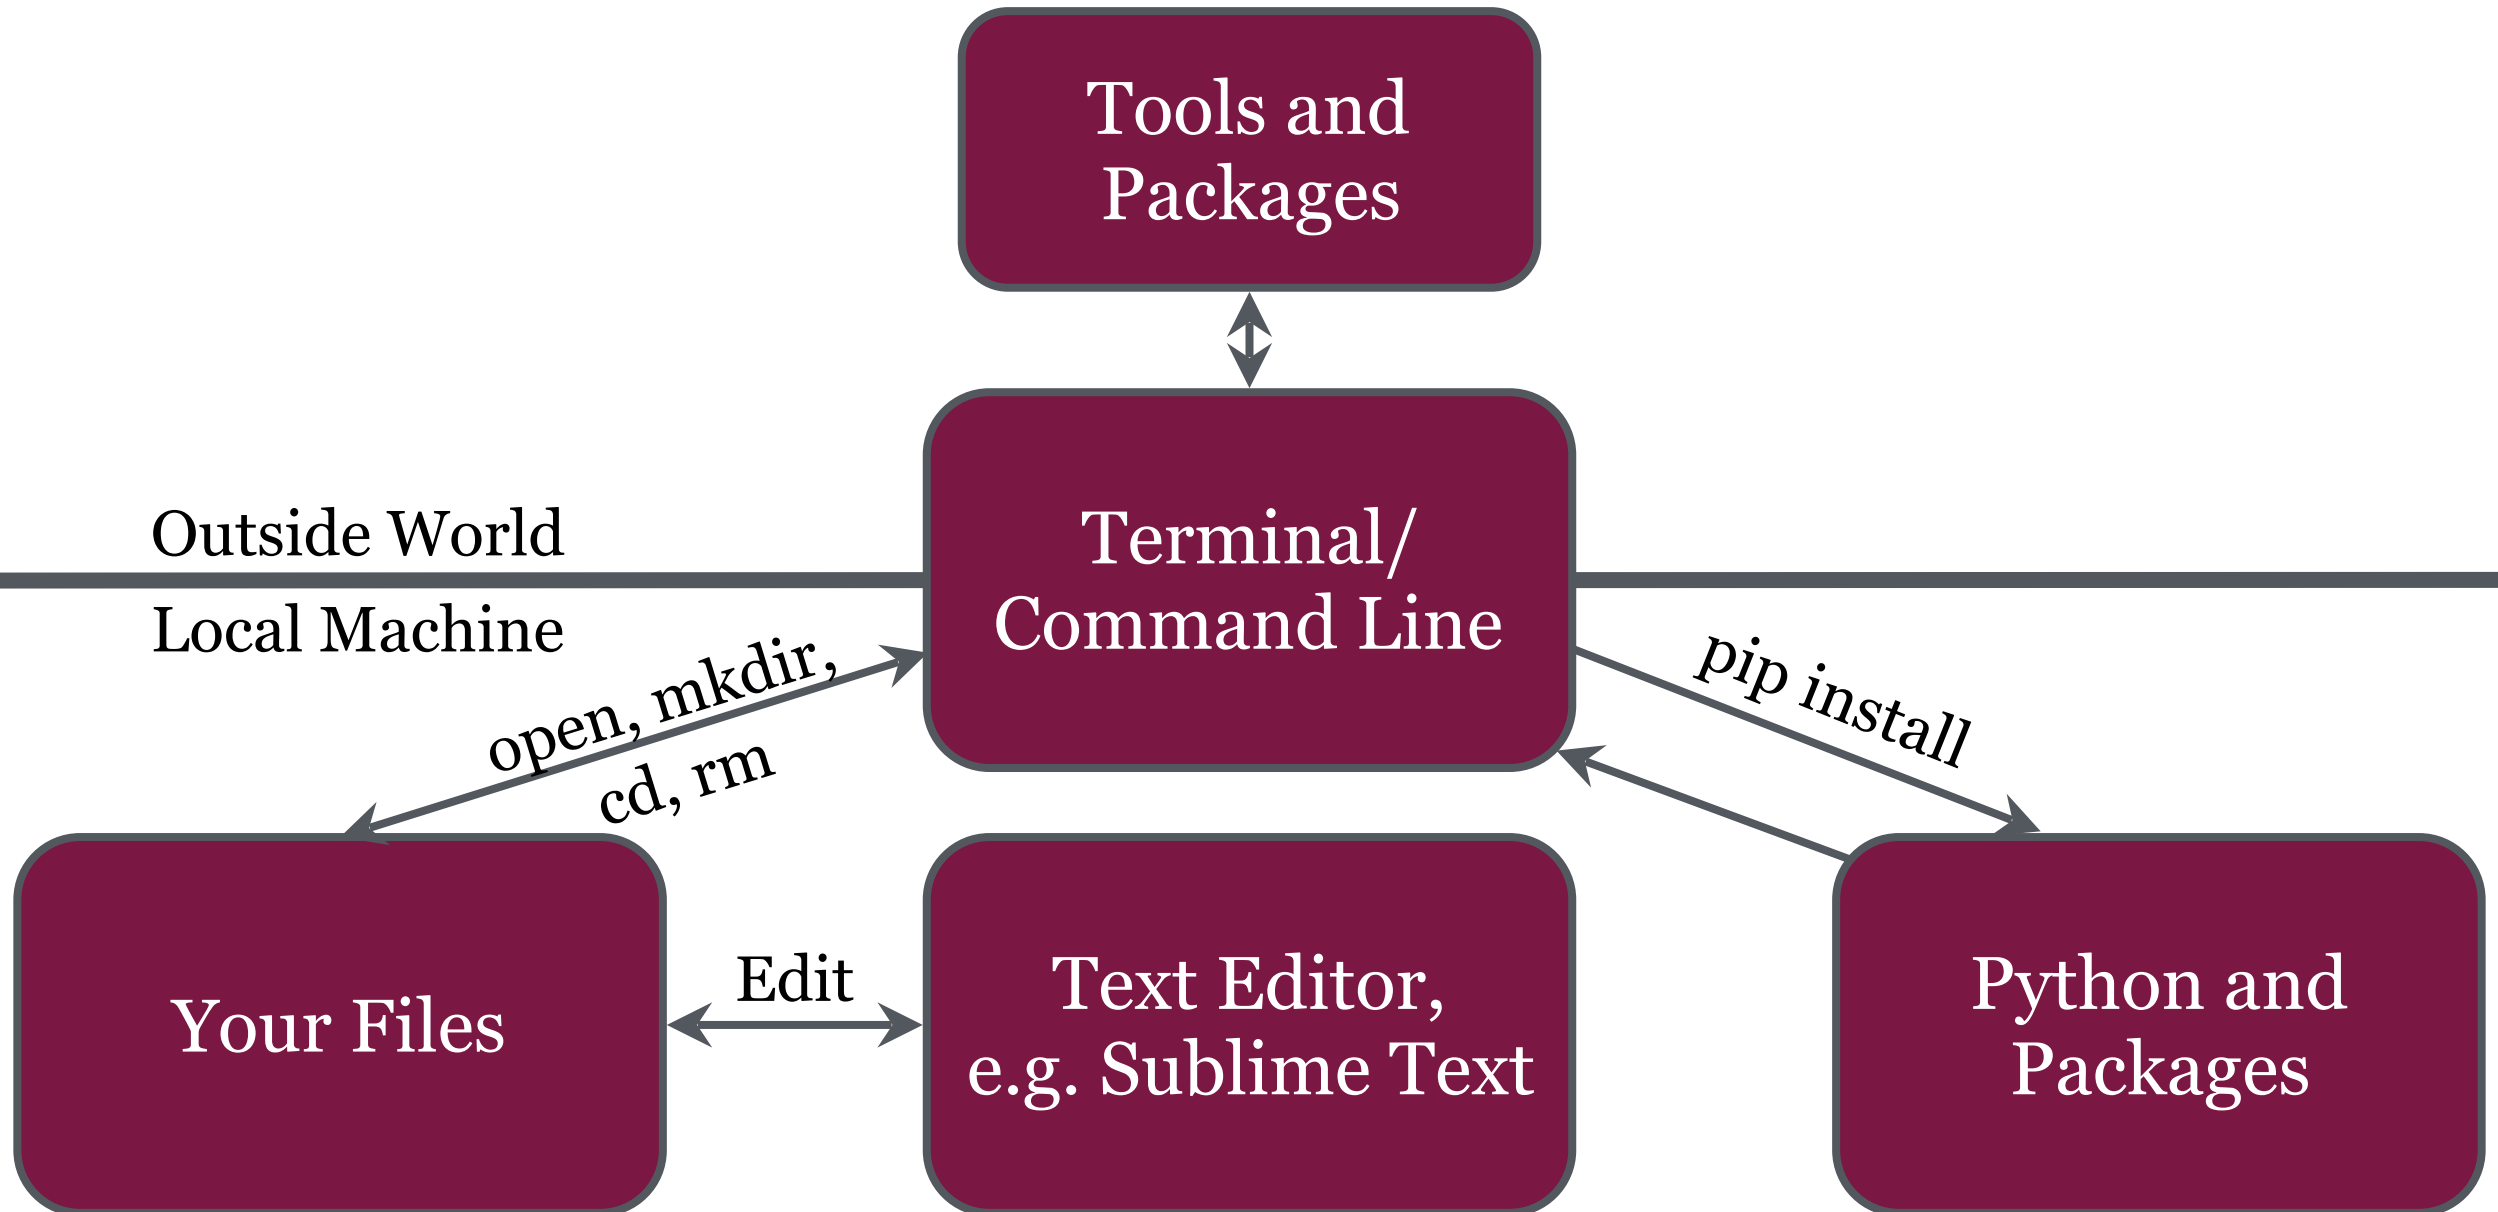 Tools and
Packages
Outside World
Local Machine
Terminal/
Command Line
open, mkdir,
cd, rm
pip install
Your Files
Edit
Text Editor,
e.g. Sublime Text
Python and
Packages